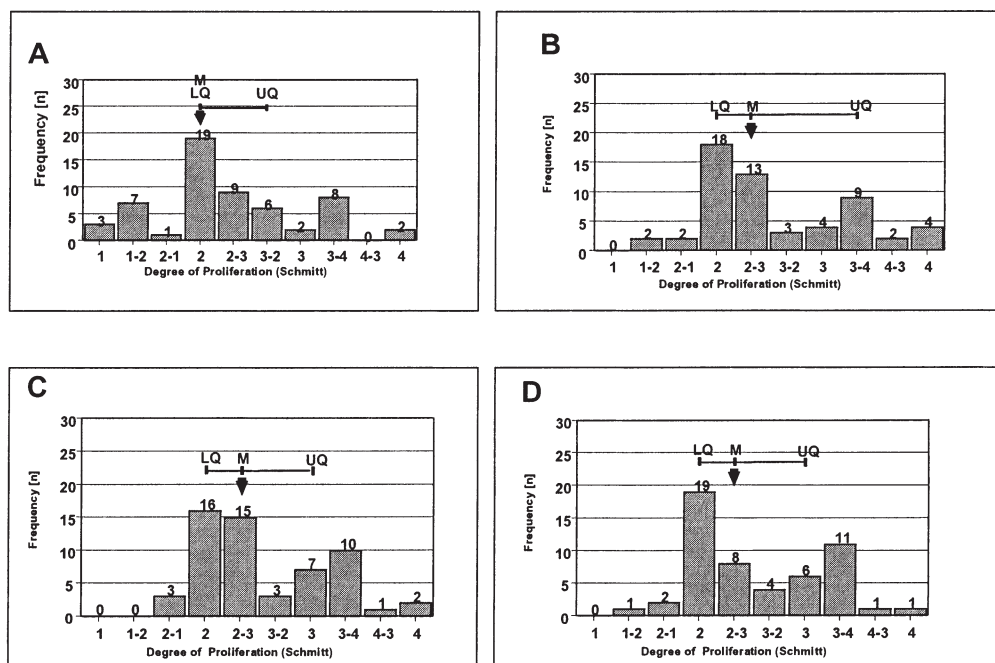 A
M
LQ UQ
30
25
20
15
10
5
0
Frequency [n]
3 7 1 19 9 6 2 8 0 2
1 1-2 2-1 2 2-3 3-2 3 3-4 4-3 4
Degree of Proliferation (Schmitt)
B
LQ M UQ
30
25
20
15
10
5
0
Frequency [n]
0 2 2 18 13 3 4 9 2 4
1 1-2 2-1 2 2-3 3-2 3 3-4 4-3 4
Degree of Proliferation (Schmitt)
C
LQ M UQ
30
25
20
15
10
5
0
Frequency [n]
0 0 3 16 15 3 7 10 1 2
1 1-2 2-1 2 2-3 3-2 3 3-4 4-3 4
Degree of Proliferation (Schmitt)
D
LQ M UQ
30
25
20
15
10
5
0
Frequency [n]
0 1 2 19 8 4 6 11 1 1
1 1-2 2-1 2 2-3 3-2 3 3-4 4-3 4
Degree of Proliferation (Schmitt)